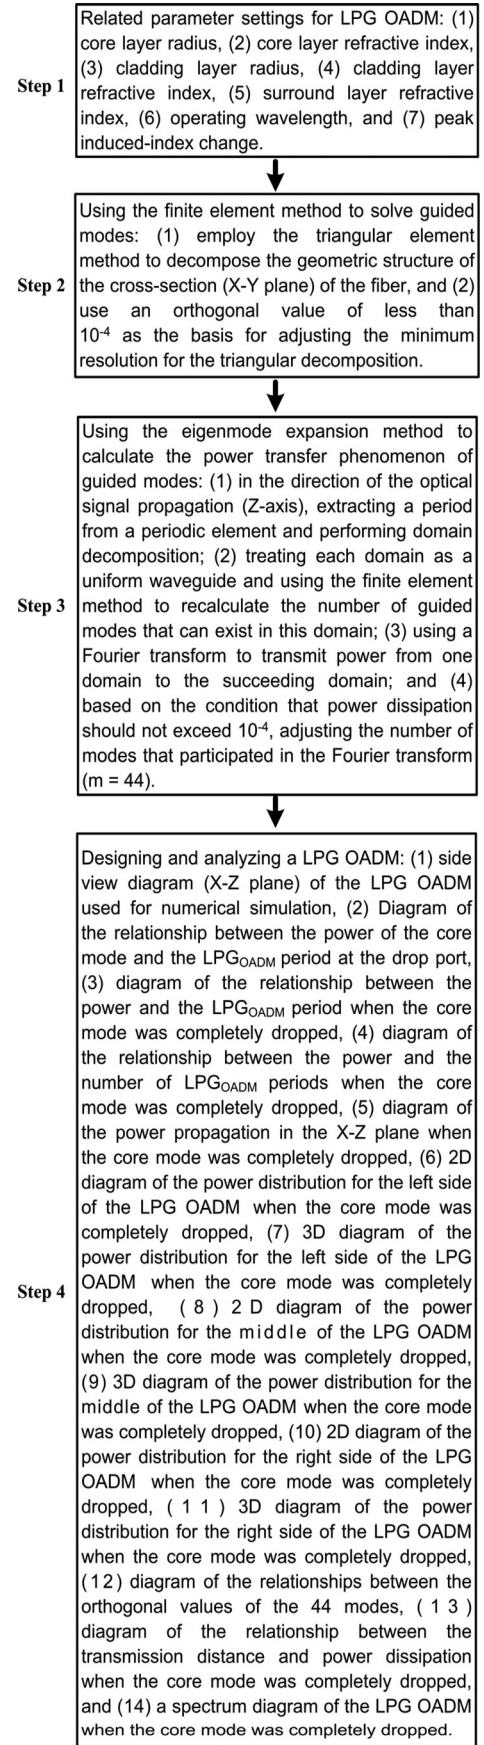 Related parameter settings for LPG OADM: (1)
core layer radius, (2) core layer refractive index,
(3) cladding layer radius, (4) cladding layer
Step 1
refractive index, (5) surround layer refractive
index, (6) operating wavelength, and (7) peak
induced-index change.
Using the finite element method to solve guided
modes: (1) employ the triangular element
method to decompose the geometric structure of
Step 2
the cross-section (X-Y plane) of the fiber, and (2)
use an orthogonal value of less than
10-4 as the basis for adjusting the minimum
resolution for the triangular decomposition.
Using the eigenmode expansion method to
calculate the power transfer phenomenon of
guided modes: (1) in the direction of the optical
signal propagation (Z-axis), extracting a period
from a periodic element and performing domain
decomposition; (2) treating each domain as a
uniform waveguide and using the finite element
Step 3
method to recalculate the number of guided
modes that can exist in this domain; (3) using a
Fourier transform to transmit power from one
domain to the succeeding domain; and (4)
based on the condition that power dissipation
should not exceed 10-4, adjusting the number of
modes that participated in the Fourier transform
(m = 44).
Designing and analyzing a LPG OADM: (1) side
view diagram (X-Z plane) of the LPG OADM
used for numerical simulation, (2) Diagram of
the relationship between the power of the core
mode and the LPGOADM period at the drop port,
(3) diagram of the relationship between the
power and the LPGOADM period when the core
mode was completely dropped, (4) diagram of
the relationship between the power and the
number of LPGOADM periods when the core
mode was completely dropped, (5) diagram of
the power propagation in the X-Z plane when
the core mode was completely dropped, (6) 2D
diagram of the power distribution for the left side
of the LPG OADM when the core mode was
completely dropped, (7) 3D diagram of the
power distribution for the left side of the LPG
OADM when the core mode was completely
Step 4
dropped, (8) 2D diagram of the power
distribution for the middle of the LPG OADM
when the core mode was completely dropped,
(9) 3D diagram of the power distribution for the
middle of the LPG OADM when the core mode
was completely dropped, (10) 2D diagram of the
power distribution for the right side of the LPG
OADM when the core mode was completely
dropped, (11) 3D diagram of the power
distribution for the right side of the LPG OADM
when the core mode was completely dropped,
(12) diagram of the relationships between the
orthogonal values of the 44 modes, (13)
diagram of the relationship between the
transmission distance and power dissipation
when the core mode was completely dropped,
and (14) a spectrum diagram of the LPG OADM
when the core mode was completely dropped.